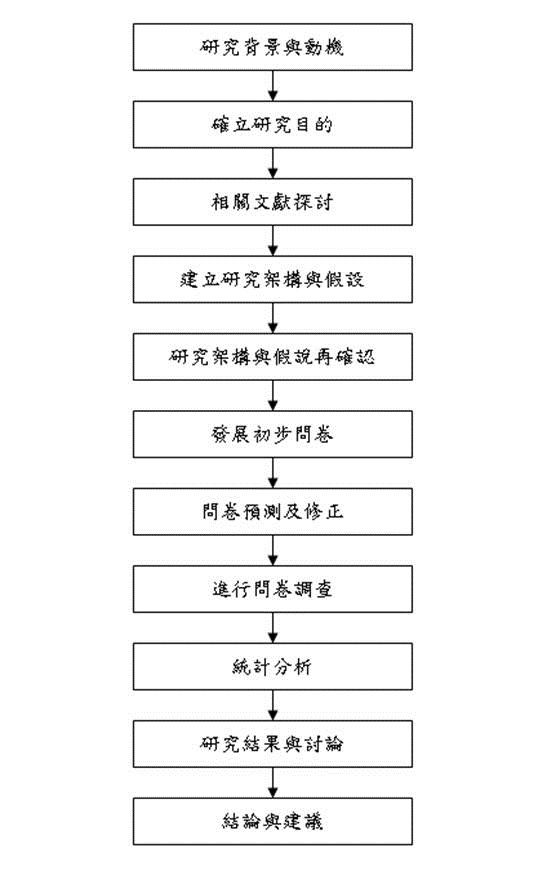 研究背景與動機
確立研究目的
相關文獻探討
建立研究架構與假設
研究架構與假說再確認
發展初步問卷
問卷預測及修正
進行問卷調查
統計分析
研究結果與討論
結論與建議